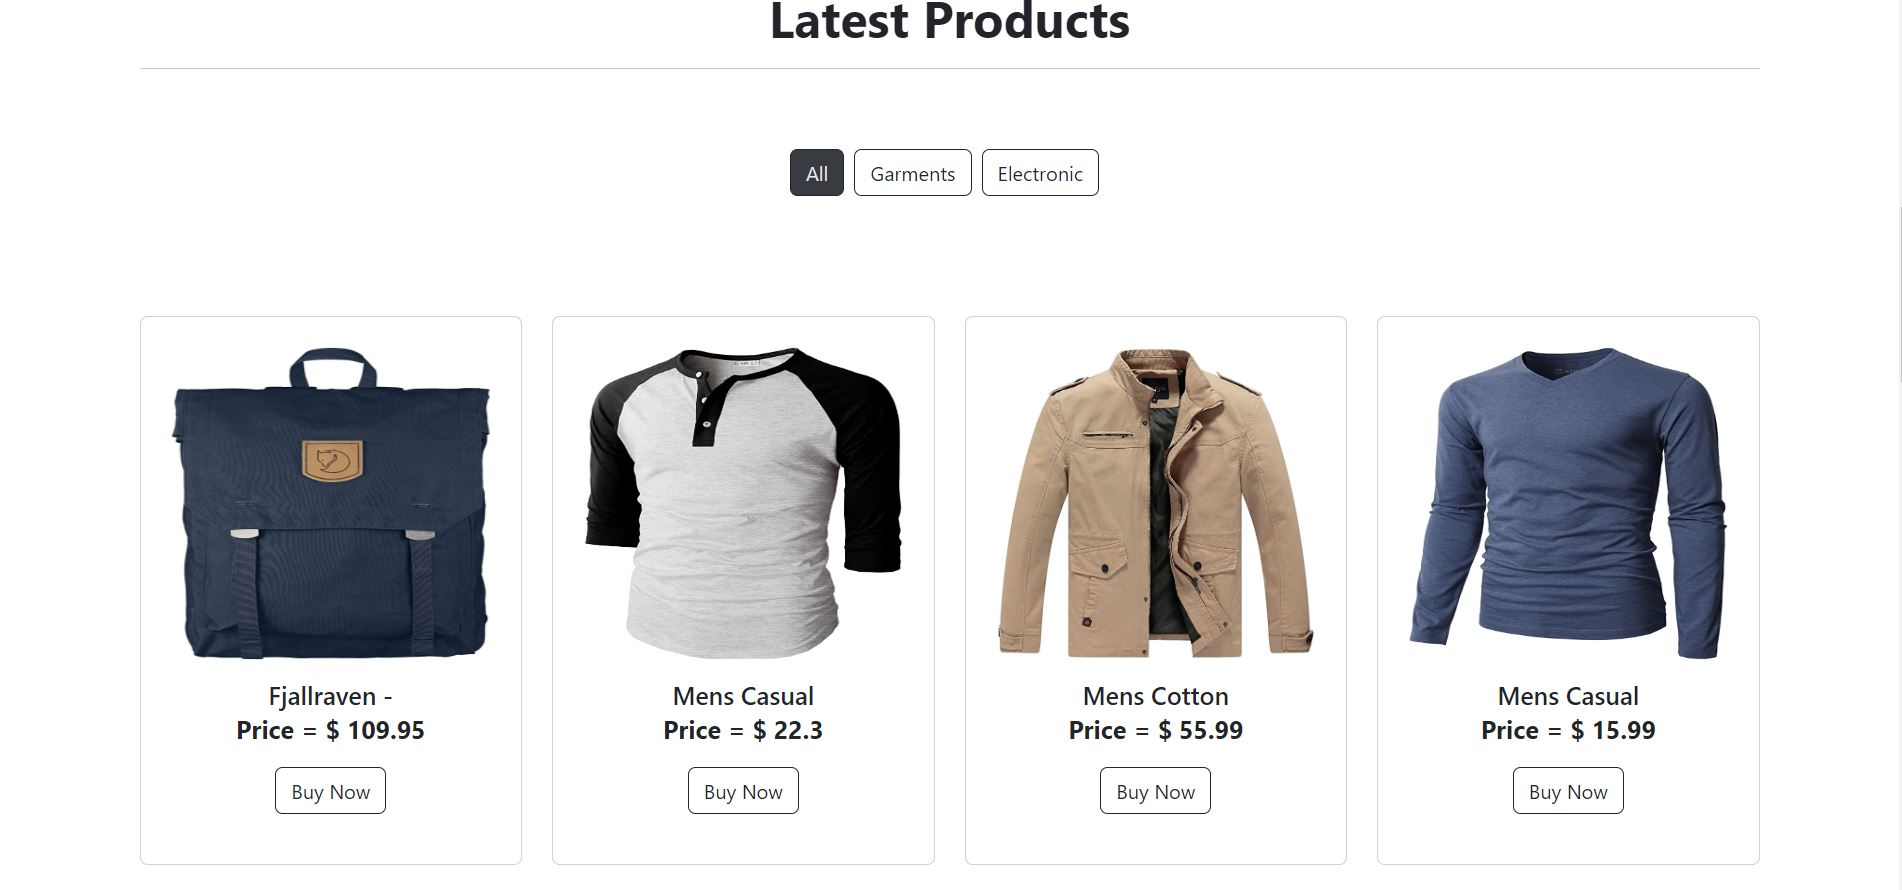 Latest Products
All Garments Electronic
Fjallraven -
Price = $ 109.95
Buy Now
Mens Casual
Price = $ 22.3
Buy Now
Mens Cotton
Price = $ 55.99
Buy Now
Mens Casual
Price = $ 15.99
Buy Now